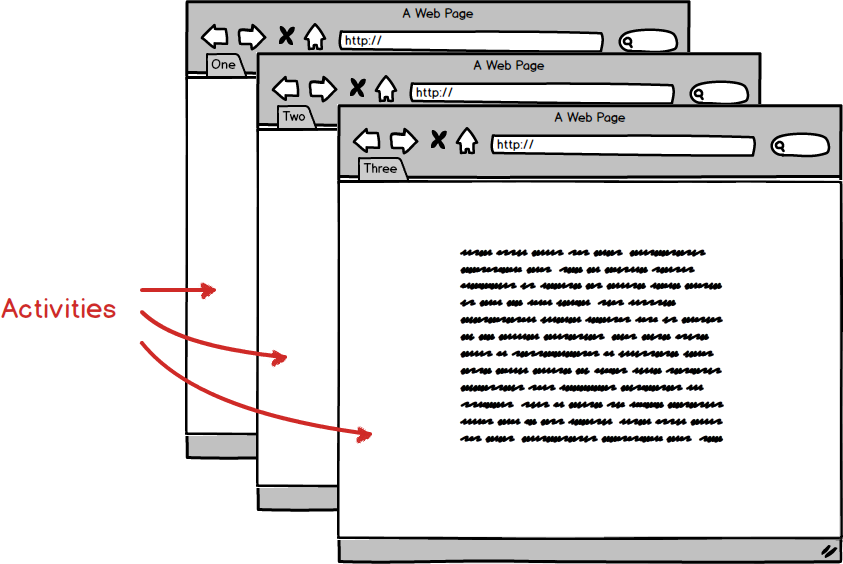 A Web Page
http://
One
A Web Page
http://
Two
A Web Page
http://
Three
Activities